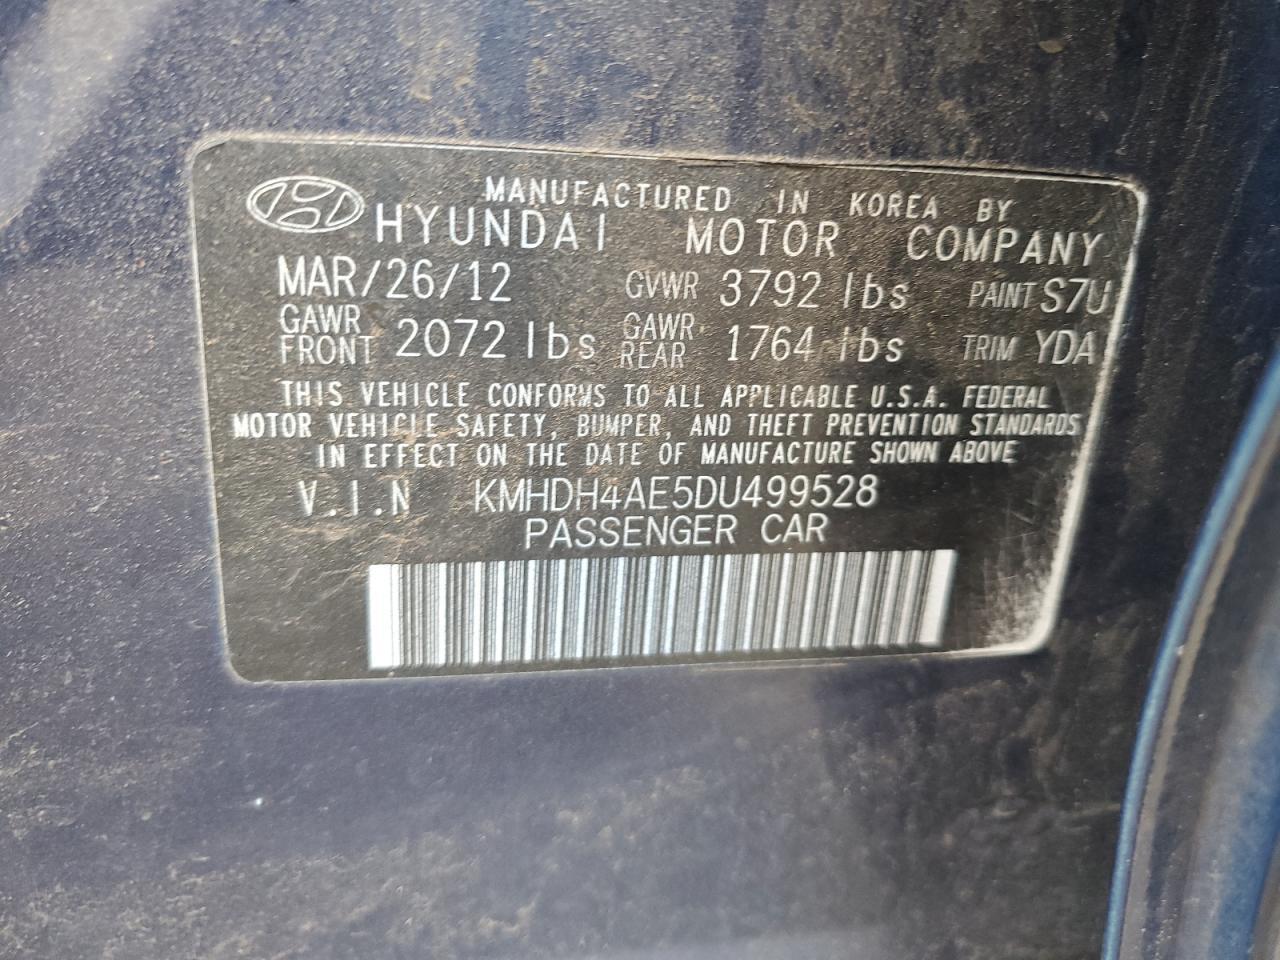 MANUFACTURED IN KOREA BY
HYUNDAI MOTOR COMPANY
MAR/26/12 GVWR 3792 lbs PAINT S7U
GAWR FRONT 2072 lbs GAWR REAR 1764 lbs TRIM YDA
THIS VEHICLE CONFORMS TO ALL APPLICABLE U.S.A. FEDERAL
MOTOR VEHICLE SAFETY, BUMPER, AND THEFT PREVENTION STANDARDS
IN EFFECT ON THE DATE OF MANUFACTURE SHOWN ABOVE
V.I.N KMHDH4AE5DU499528
PASSENGER CAR